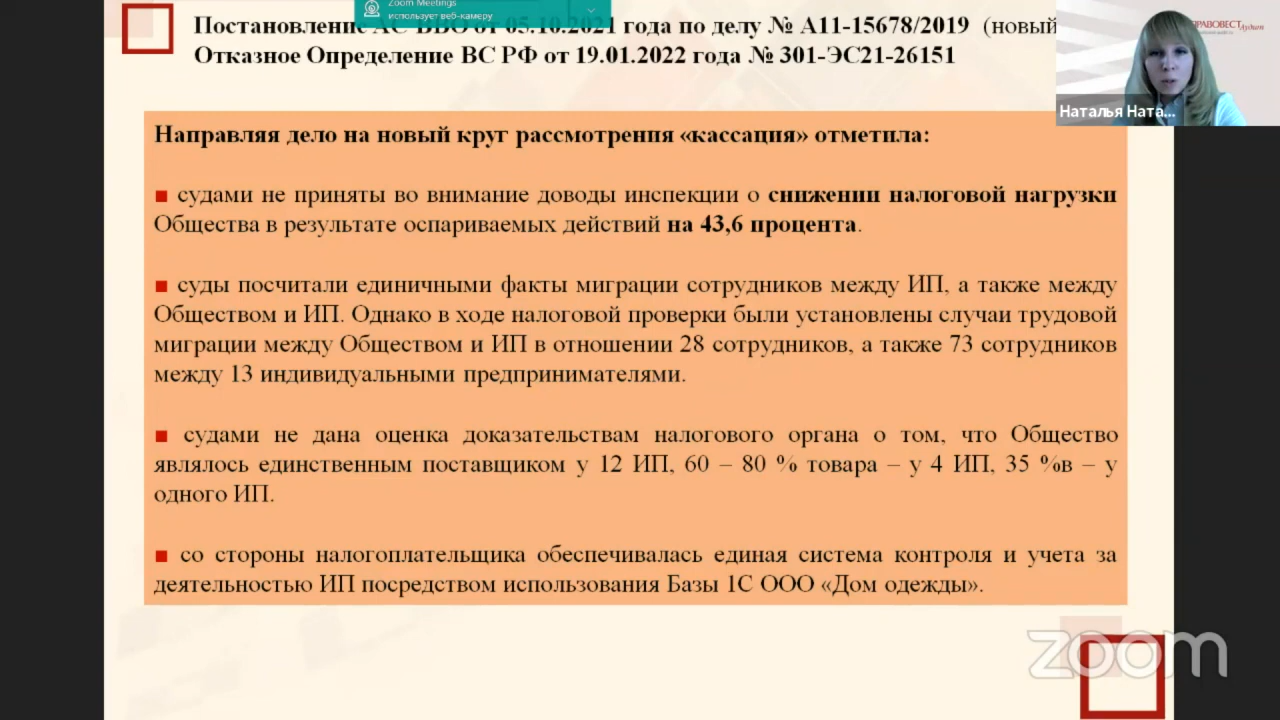 Zoom Meetings
использует веб-камеру
Постановление АС ВВО от 05.10.2021 года по делу № А11-15678/2019 (новый
Отказное Определение ВС РФ от 19.01.2022 года № 301-ЭС21-26151
ПРАВОВЕСТ
Наталья Ната...
Направляя дело на новый круг рассмотрения «кассация» отметила:
■ судами не приняты во внимание доводы инспекции о снижении налоговой нагрузки
Общества в результате оспариваемых действий на 43,6 процента.
■ суды посчитали единичными факты миграции сотрудников между ИП, а также между
Обществом и ИП. Однако в ходе налоговой проверки были установлены случаи трудовой
миграции между Обществом и ИП в отношении 28 сотрудников, а также 73 сотрудников
между 13 индивидуальными предпринимателями.
■ судами не дана оценка доказательствам налогового органа о том, что Общество
являлось единственным поставщиком у 12 ИП, 60 – 80 % товара – у 4 ИП, 35 %в – у
одного ИП.
■ со стороны налогоплательщика обеспечивалась единая система контроля и учета за
деятельностью ИП посредством использования Базы 1С ООО «Дом одежды».
zoom